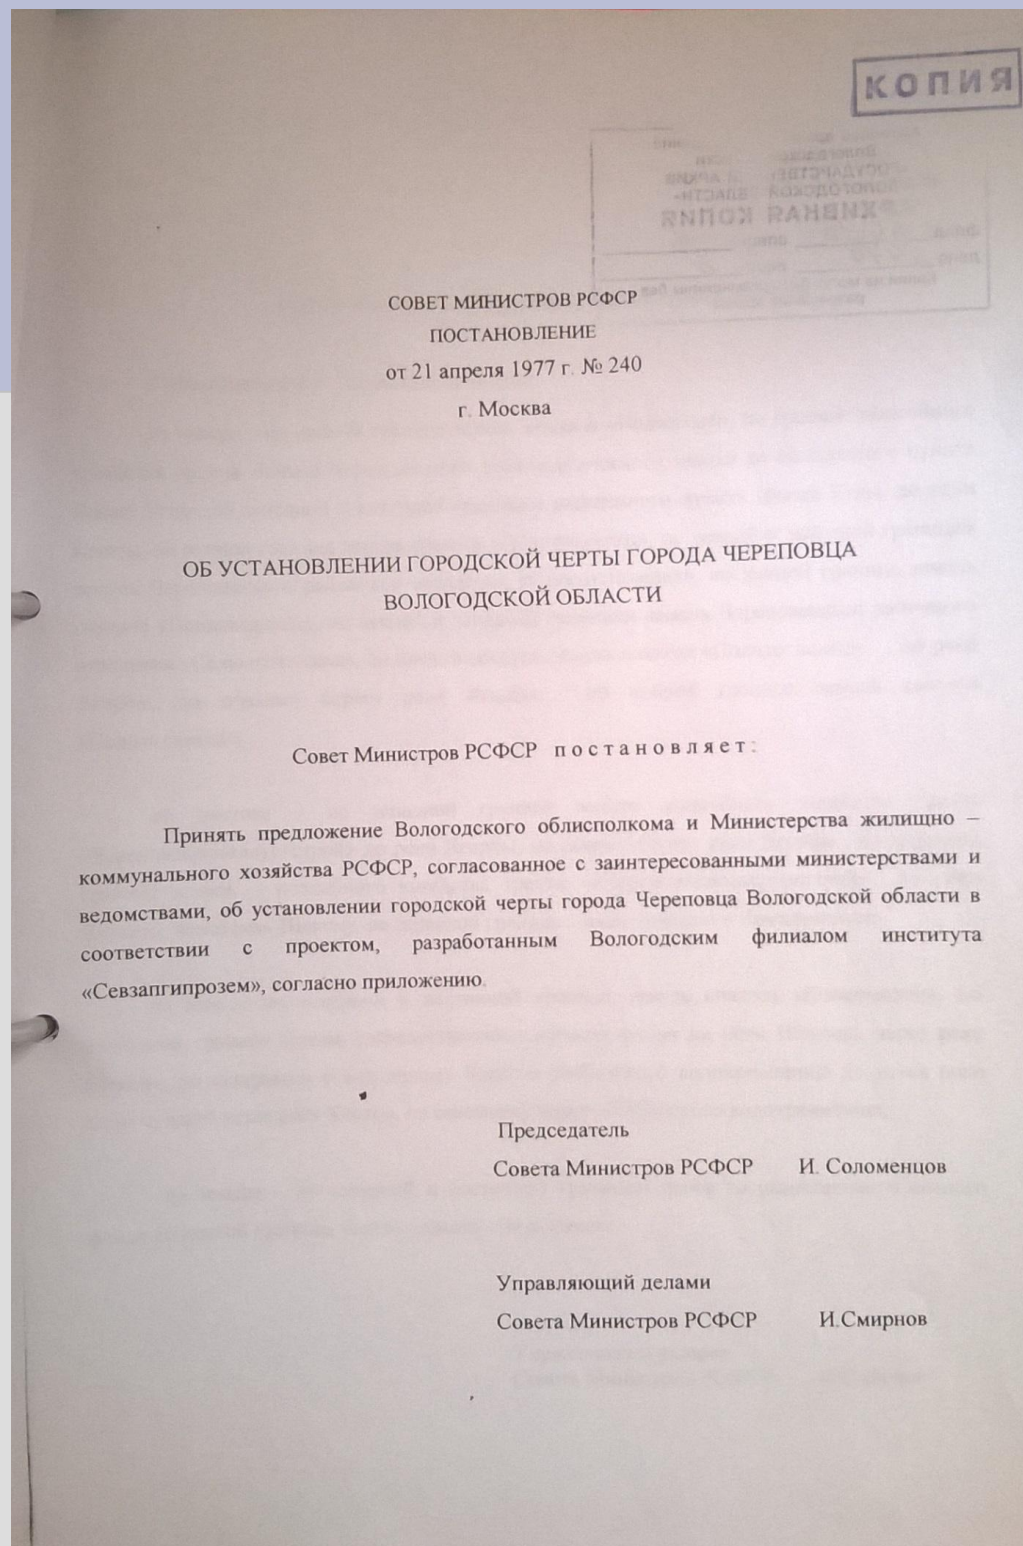 КОПИЯ
СОВЕТ МИНИСТРОВ РСФСР
ПОСТАНОВЛЕНИЕ
от 21 апреля 1977 г. № 240
г. Москва
ОБ УСТАНОВЛЕНИИ ГОРОДСКОЙ ЧЕРТЫ ГОРОДА ЧЕРЕПОВЦА
ВОЛОГОДСКОЙ ОБЛАСТИ
Совет Министров РСФСР постановляет:
Принять предложение Вологодского облисполкома и Министерства жилищно –
коммунального хозяйства РСФСР, согласованное с заинтересованными министерствами и
ведомствами, об установлении городской черты города Череповца Вологодской области в
соответствии с проектом, разработанным Вологодским филиалом института
«Севзапгипрозем», согласно приложению.
Председатель
Совета Министров РСФСР И. Соломенцов
Управляющий делами
Совета Министров РСФСР И.Смирнов